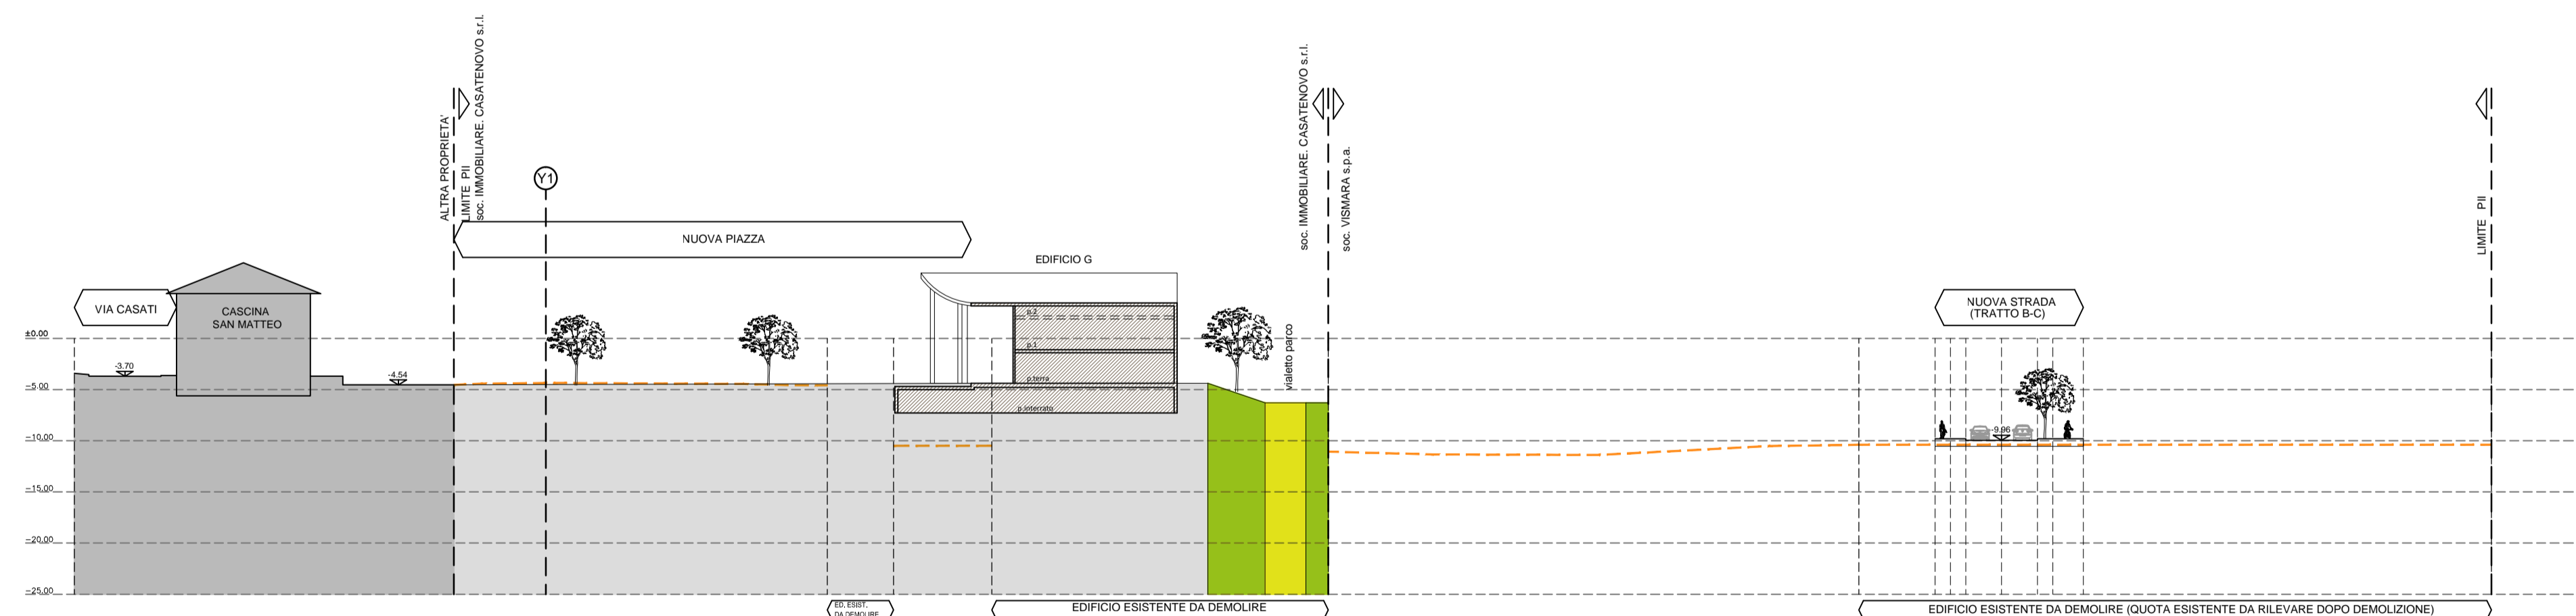 ALTRA PROPRIETA'
LIMITE PII
soc. IMMOBILIARE. CASATENOVO s.r.l.
soc. IMMOBILIARE. CASATENOVO s.r.l.
soc. VISMARA s.p.a.
LIMITE PII
Y1
NUOVA PIAZZA
EDIFICIO G
VIA CASATI
CASCINA
SAN MATTEO
NUOVA STRADA
(TRATTO B-C)
vialetto parco
p.2
p.1
p.terra
p.interrato
±0.00
-3.70
-4.54
-5.00
-9.96
-10.00
-15.00
-20.00
-25.00
ED. ESIST.
DA DEMOLIRE
EDIFICIO ESISTENTE DA DEMOLIRE
EDIFICIO ESISTENTE DA DEMOLIRE (QUOTA ESISTENTE DA RILEVARE DOPO DEMOLIZIONE)